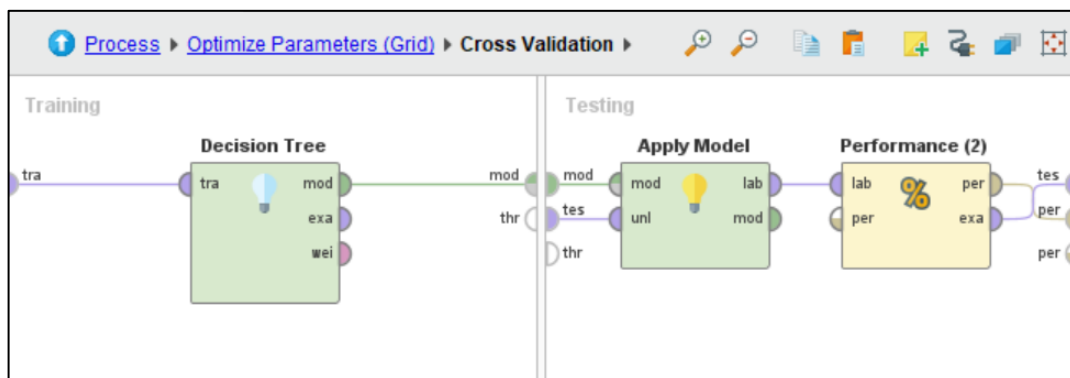 Process Optimize Parameters (Grid) Cross Validation
Training
Testing
Decision Tree
Apply Model
Performance (2)
tra
tra
mod
exa
wei
mod
thr
mod
tes
thr
mod
unl
lab
mod
lab
per
%
per
exa
tes
per
per